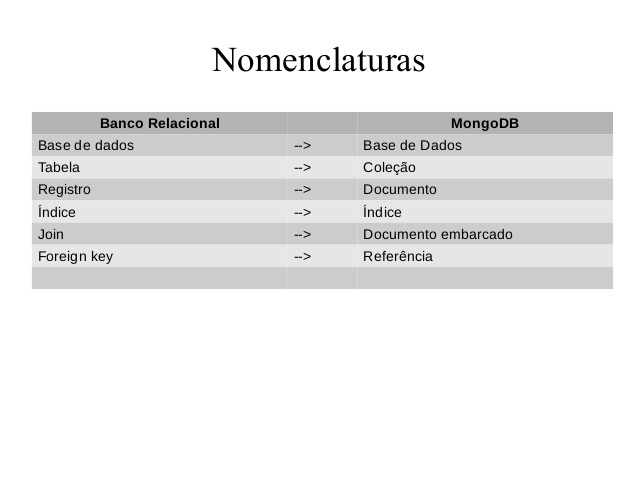 Nomenclaturas
Banco Relacional MongoDB
Base de dados --> Base de Dados
Tabela --> Coleção
Registro --> Documento
Índice --> Índice
Join --> Documento embarcado
Foreign key --> Referência